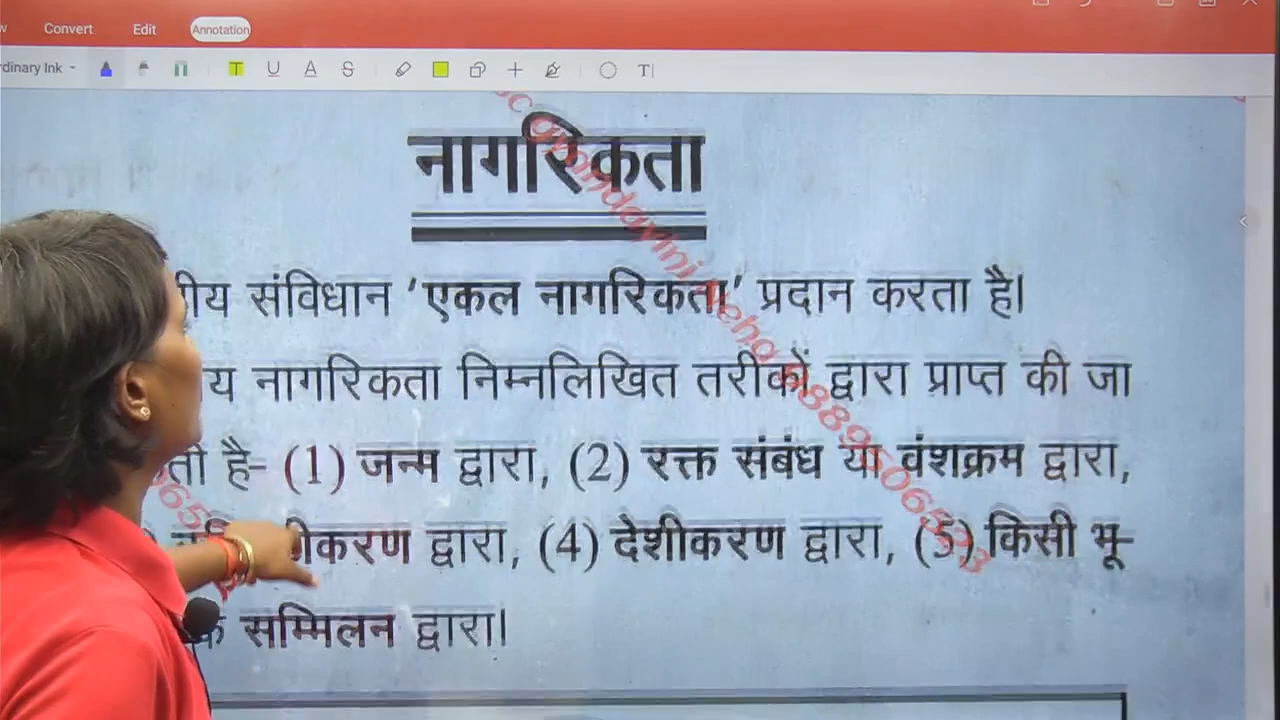 Convert Edit Annotation
rdinary Ink
नागरिकता
ीय संविधान 'एकल नागरिकता' प्रदान करता है।
य नागरिकता निम्नलिखित तरीकों द्वारा प्राप्त की जा
है- (1) जन्म द्वारा, (2) रक्त संबंध या वंशक्रम द्वारा,
ीकरण द्वारा, (4) देशीकरण द्वारा, (5) किसी भू-
के सम्मिलन द्वारा।